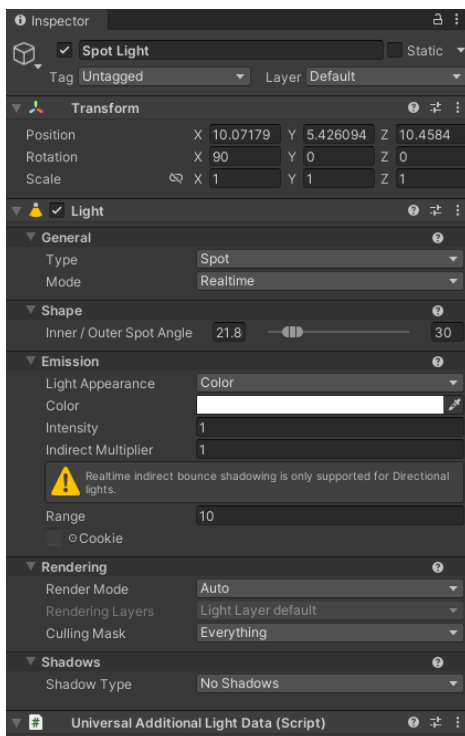 Inspector
Spot Light Static
Tag Untagged Layer Default
Transform
Position X 10.07179 Y 5.426094 Z 10.4584
Rotation X 90 Y 0 Z 0
Scale X 1 Y 1 Z 1
Light
General
Type Spot
Mode Realtime
Shape
Inner / Outer Spot Angle 21.8 30
Emission
Light Appearance Color
Color
Intensity 1
Indirect Multiplier 1
Realtime indirect bounce shadowing is only supported for Directional
lights.
Range 10
Cookie
Rendering
Render Mode Auto
Rendering Layers Light Layer default
Culling Mask Everything
Shadows
Shadow Type No Shadows
# Universal Additional Light Data (Script)